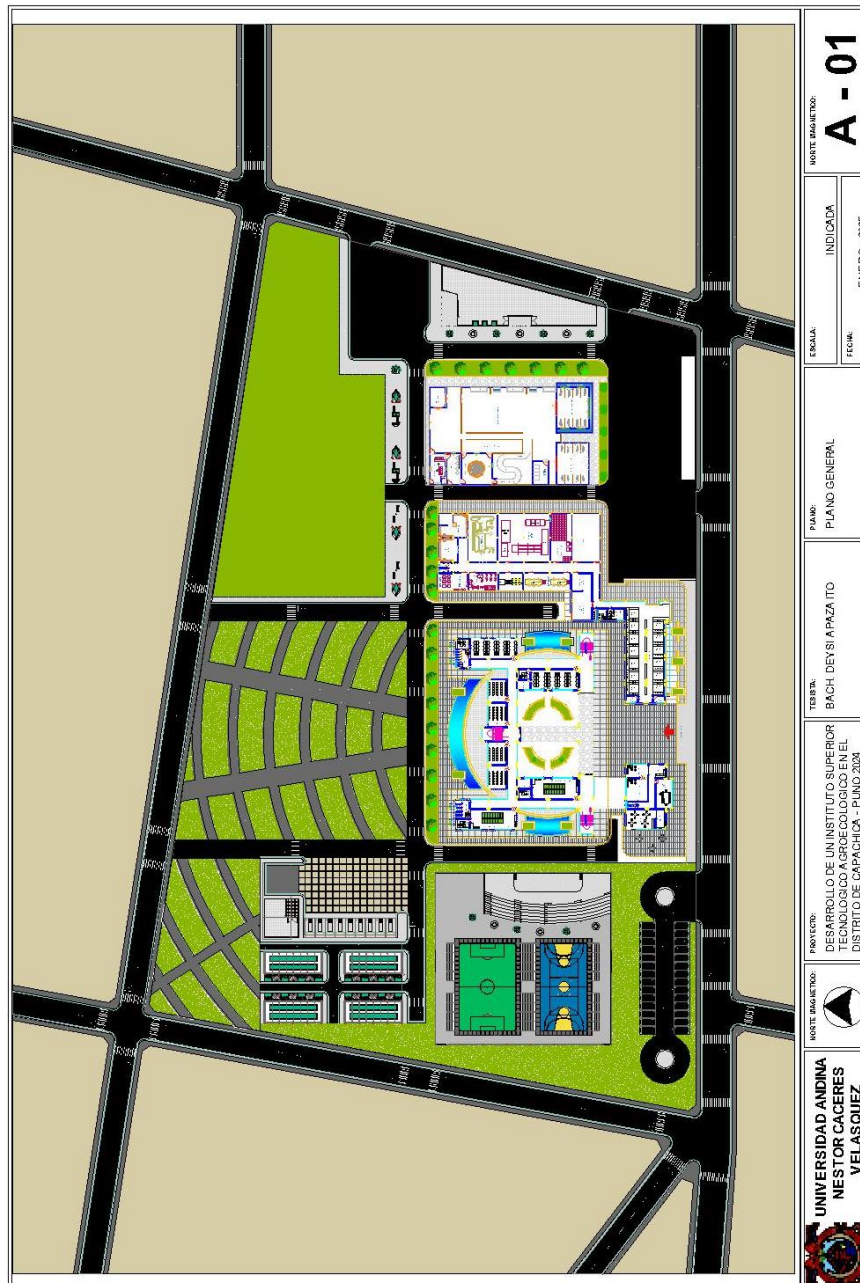 NORTE MAGNETICO:
A - 01
ESCALA:
INDICADA
FECHA:
PLANO:
PLANO GENERAL
TESISTA:
BACH. DEYSI APAZA ITO
PROYECTO:
DESARROLLO DE UN INSTITUTO SUPERIOR
TECNOLOGICO AGROECOLOGICO EN EL
DISTRITO DE CAPACHICA - PUNO 2024
NORTE MAGNETICO:
UNIVERSIDAD ANDINA
NESTOR CACERES
VELASQUEZ